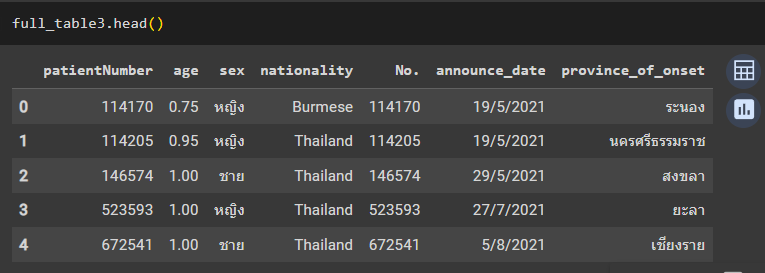 full_table3.head()
patientNumber age sex nationality No. announce_date province_of_onset
0 114170 0.75 หญิง Burmese 114170 19/5/2021 ระนอง
1 114205 0.95 หญิง Thailand 114205 19/5/2021 นครศรีธรรมราช
2 146574 1.00 ชาย Thailand 146574 29/5/2021 สงขลา
3 523593 1.00 หญิง Thailand 523593 27/7/2021 ยะลา
4 672541 1.00 ชาย Thailand 672541 5/8/2021 เชียงราย